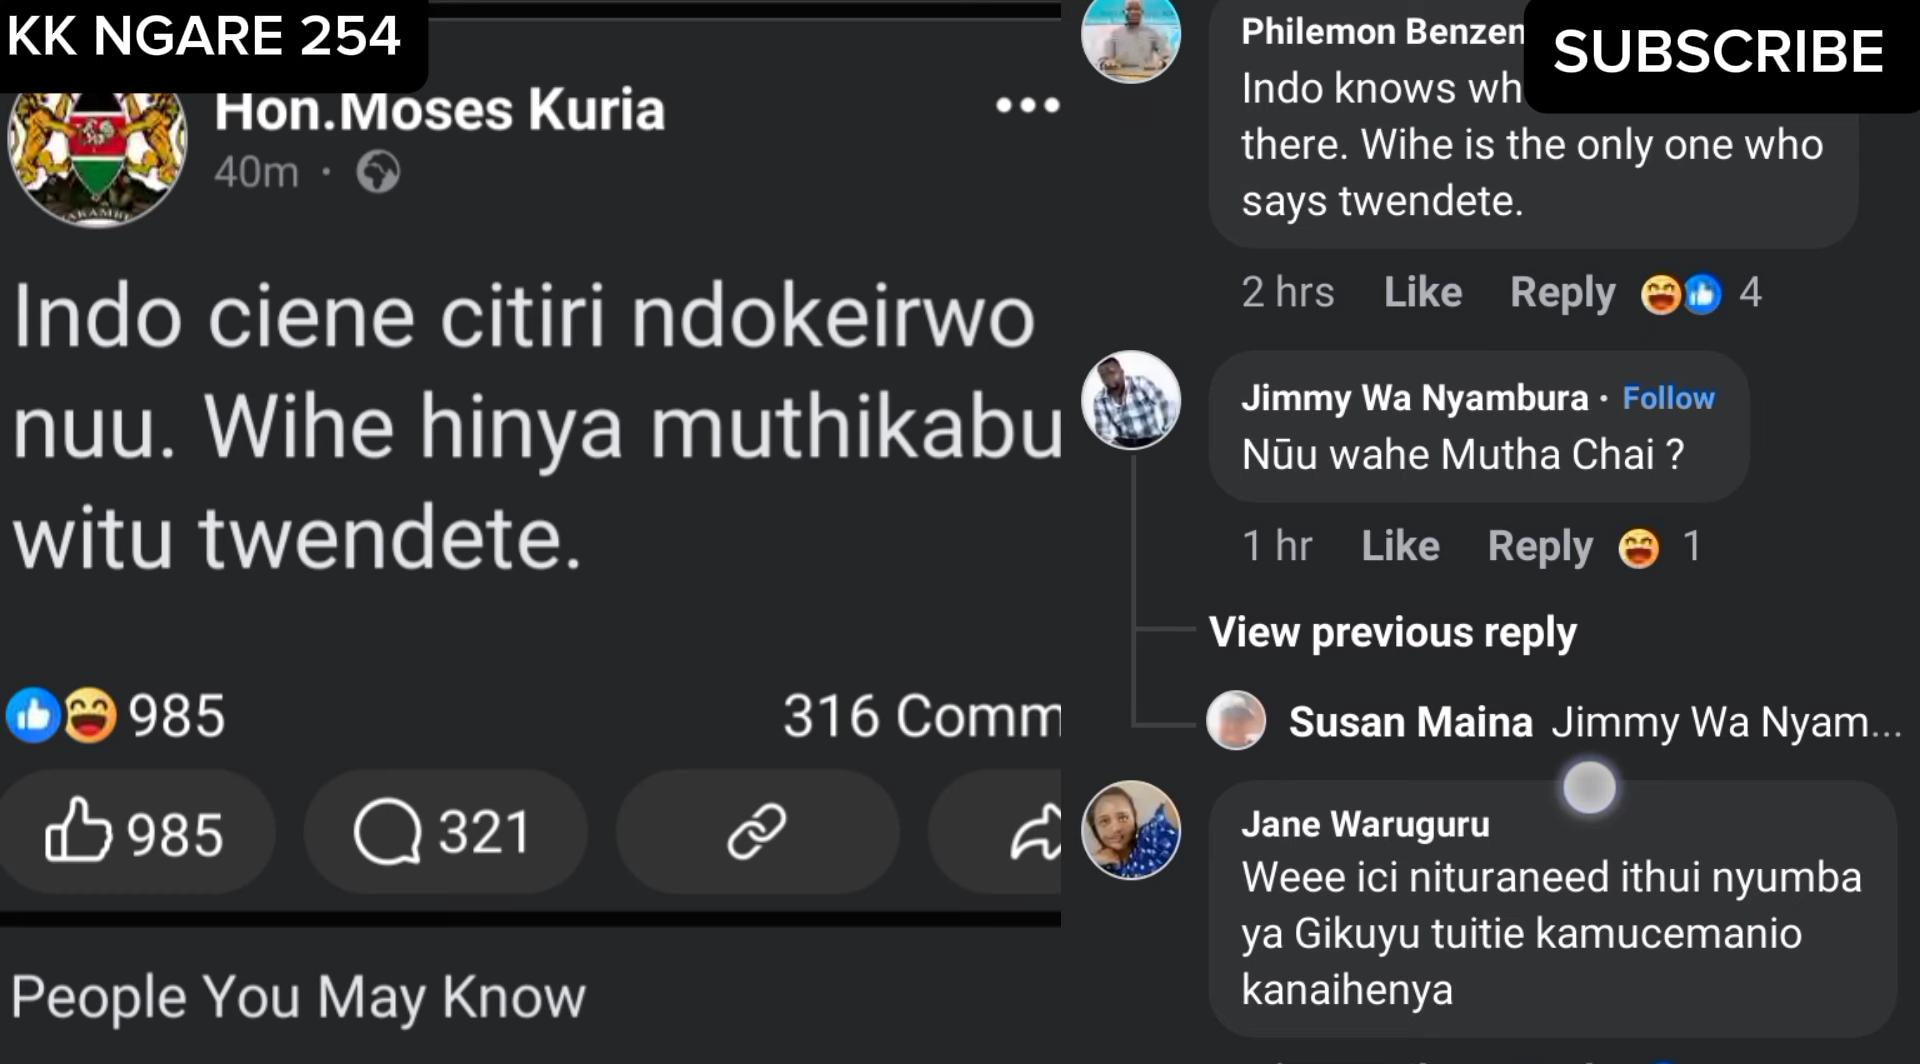 KK NGARE 254
Hon.Moses Kuria
40m ·
Indo ciene citiri ndokeirwo
nuu. Wihe hinya muthikabu
witu twendete.
985
316 Comm
985
321
People You May Know
SUBSCRIBE
Philemon Benzen
Indo knows wh
there. Wihe is the only one who
says twendete.
2 hrs Like Reply 4
Jimmy Wa Nyambura · Follow
Nūu wahe Mutha Chai ?
1 hr Like Reply 1
View previous reply
Susan Maina Jimmy Wa Nyam...
Jane Waruguru
Weee ici nituraneed ithui nyumba
ya Gikuyu tuitie kamucemanio
kanaihenya